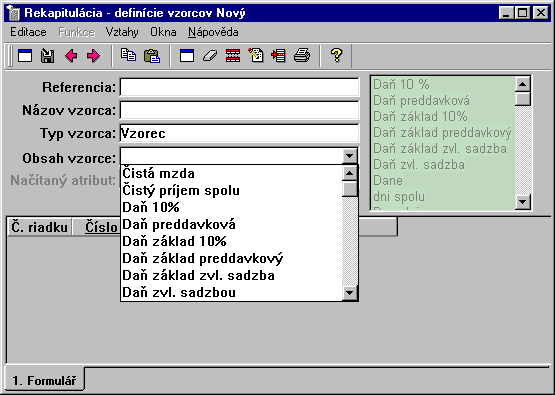 Rekapitulácia - definície vzorcov Nový
Editace Funkce Vztahy Okna Nápověda
Referencia:
Názov vzorca:
Typ vzorca: Vzorec
Obsah vzorce:
Načítaný atribut:
Čistá mzda
Čistý príjem spolu
Daň 10%
Daň preddavková
Daň základ 10%
Daň základ preddavkový
Daň základ zvl. sadzba
Daň zvl. sadzbou
Daň 10 %
Daň preddavková
Daň základ 10%
Daň základ preddavkový
Daň základ zvl. sadzba
Daň zvl. sadzba
Dane
dni spolu
Č. riadku Číslo
1. Formulář